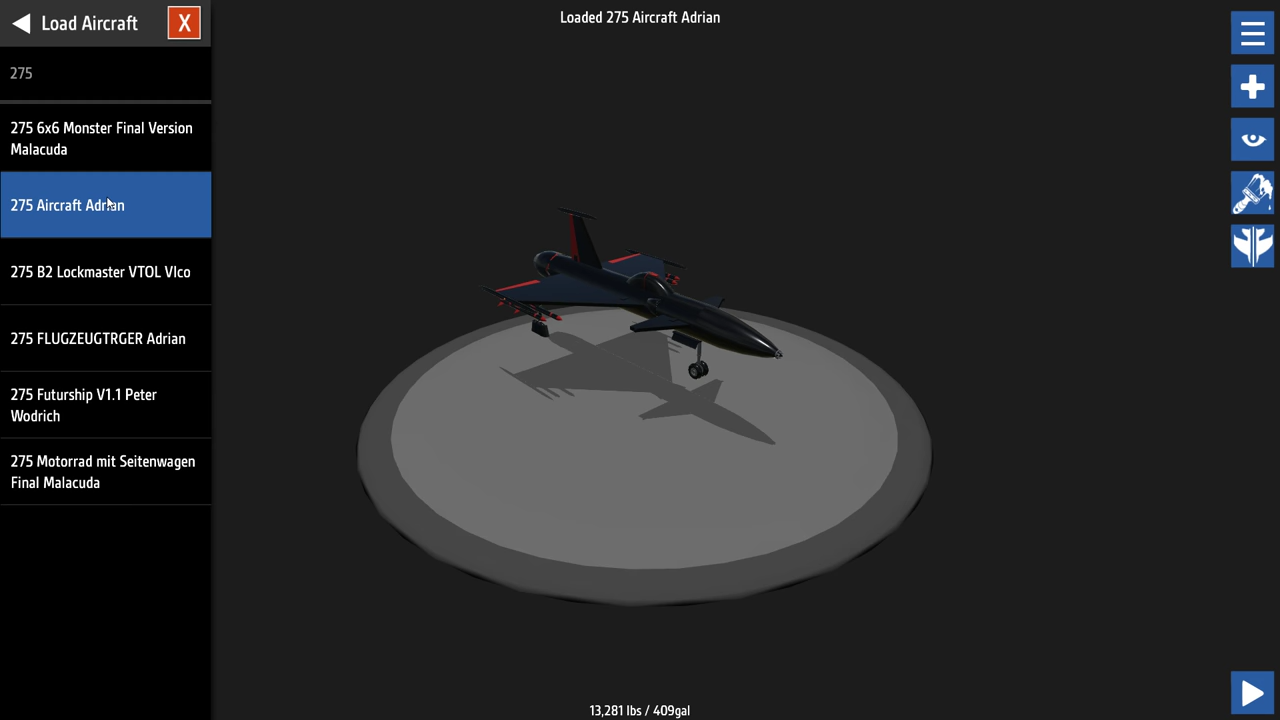 Load Aircraft
X
Loaded 275 Aircraft Adrian
275
275 6x6 Monster Final Version
Malacuda
275 Aircraft Adrian
275 B2 Lockmaster VTOL VIco
275 FLUGZEUGTRGER Adrian
275 Futurship V1.1 Peter
Wodrich
275 Motorrad mit Seitenwagen
Final Malacuda
13,281 lbs / 409gal